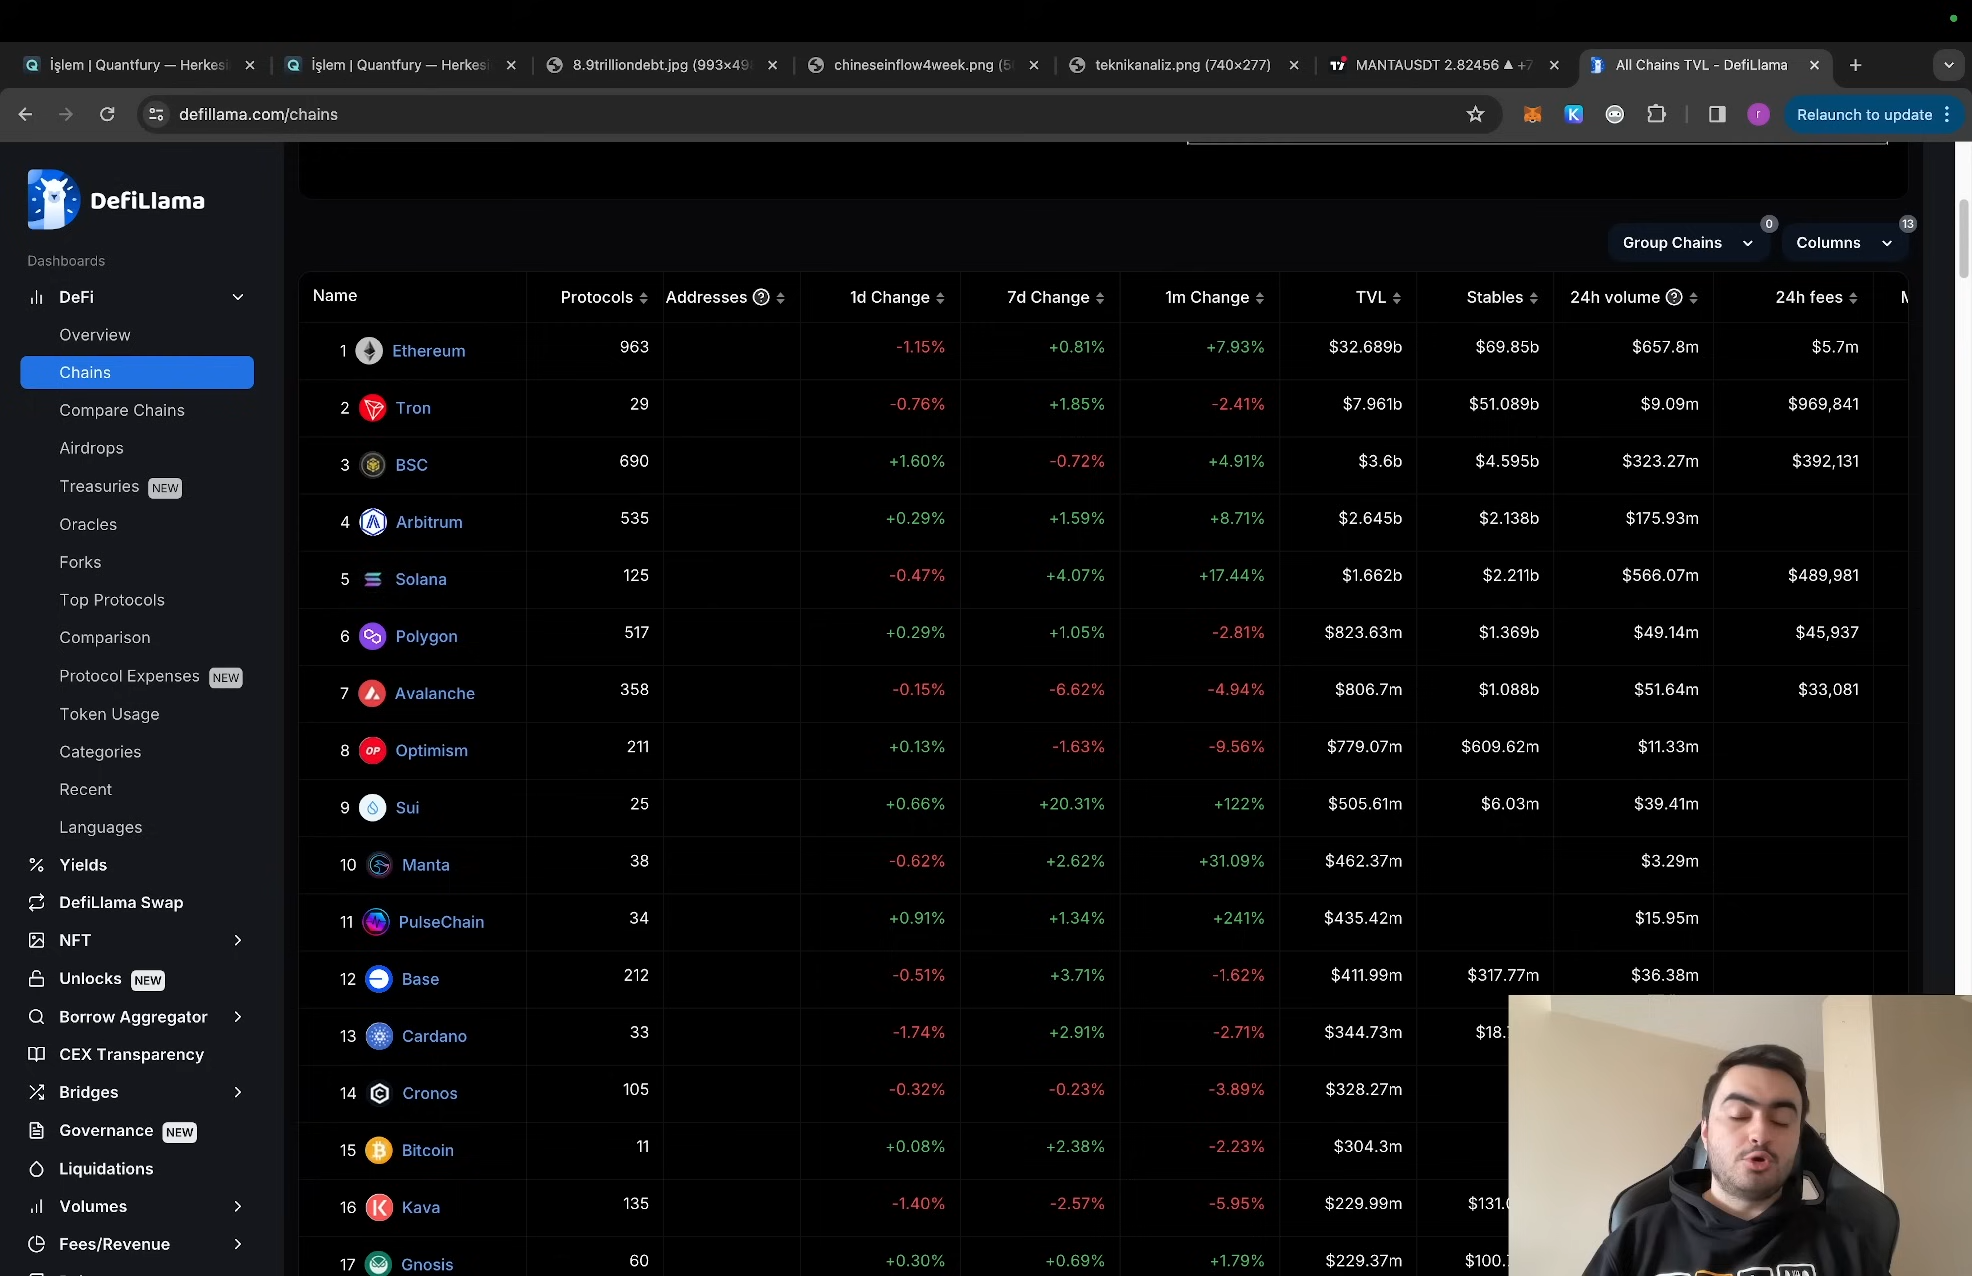 İşlem | Quantfury — Herkesi
İşlem | Quantfury — Herkesi
8.9trilliondebt.jpg (993×49
chineseinflow4week.png (5
teknikanaliz.png (740×277)
MANTAUSDT 2.82456 ▲ +7
All Chains TVL - DefiLlama
defillama.com/chains
Relaunch to update
DefiLlama
Dashboards
DeFi
Overview
Chains
Compare Chains
Airdrops
Treasuries NEW
Oracles
Forks
Top Protocols
Comparison
Protocol Expenses NEW
Token Usage
Categories
Recent
Languages
Yields
DefiLlama Swap
NFT
Unlocks NEW
Borrow Aggregator
CEX Transparency
Bridges
Governance NEW
Liquidations
Volumes
Fees/Revenue
Group Chains 0 Columns 13
Name Protocols Addresses 1d Change 7d Change 1m Change TVL Stables 24h volume 24h fees
1 Ethereum 963 -1.15% +0.81% +7.93% $32.689b $69.85b $657.8m $5.7m
2 Tron 29 -0.76% +1.85% -2.41% $7.961b $51.089b $9.09m $969,841
3 BSC 690 +1.60% -0.72% +4.91% $3.6b $4.595b $323.27m $392,131
4 Arbitrum 535 +0.29% +1.59% +8.71% $2.645b $2.138b $175.93m
5 Solana 125 -0.47% +4.07% +17.44% $1.662b $2.211b $566.07m $489,981
6 Polygon 517 +0.29% +1.05% -2.81% $823.63m $1.369b $49.14m $45,937
7 Avalanche 358 -0.15% -6.62% -4.94% $806.7m $1.088b $51.64m $33,081
8 OP Optimism 211 +0.13% -1.63% -9.56% $779.07m $609.62m $11.33m
9 Sui 25 +0.66% +20.31% +122% $505.61m $6.03m $39.41m
10 Manta 38 -0.62% +2.62% +31.09% $462.37m $3.29m
11 PulseChain 34 +0.91% +1.34% +241% $435.42m $15.95m
12 Base 212 -0.51% +3.71% -1.62% $411.99m $317.77m $36.38m
13 Cardano 33 -1.74% +2.91% -2.71% $344.73m $18.
14 Cronos 105 -0.32% -0.23% -3.89% $328.27m
15 Bitcoin 11 +0.08% +2.38% -2.23% $304.3m
16 Kava 135 -1.40% -2.57% -5.95% $229.99m $131.
17 Gnosis 60 +0.30% +0.69% +1.79% $229.37m $100.